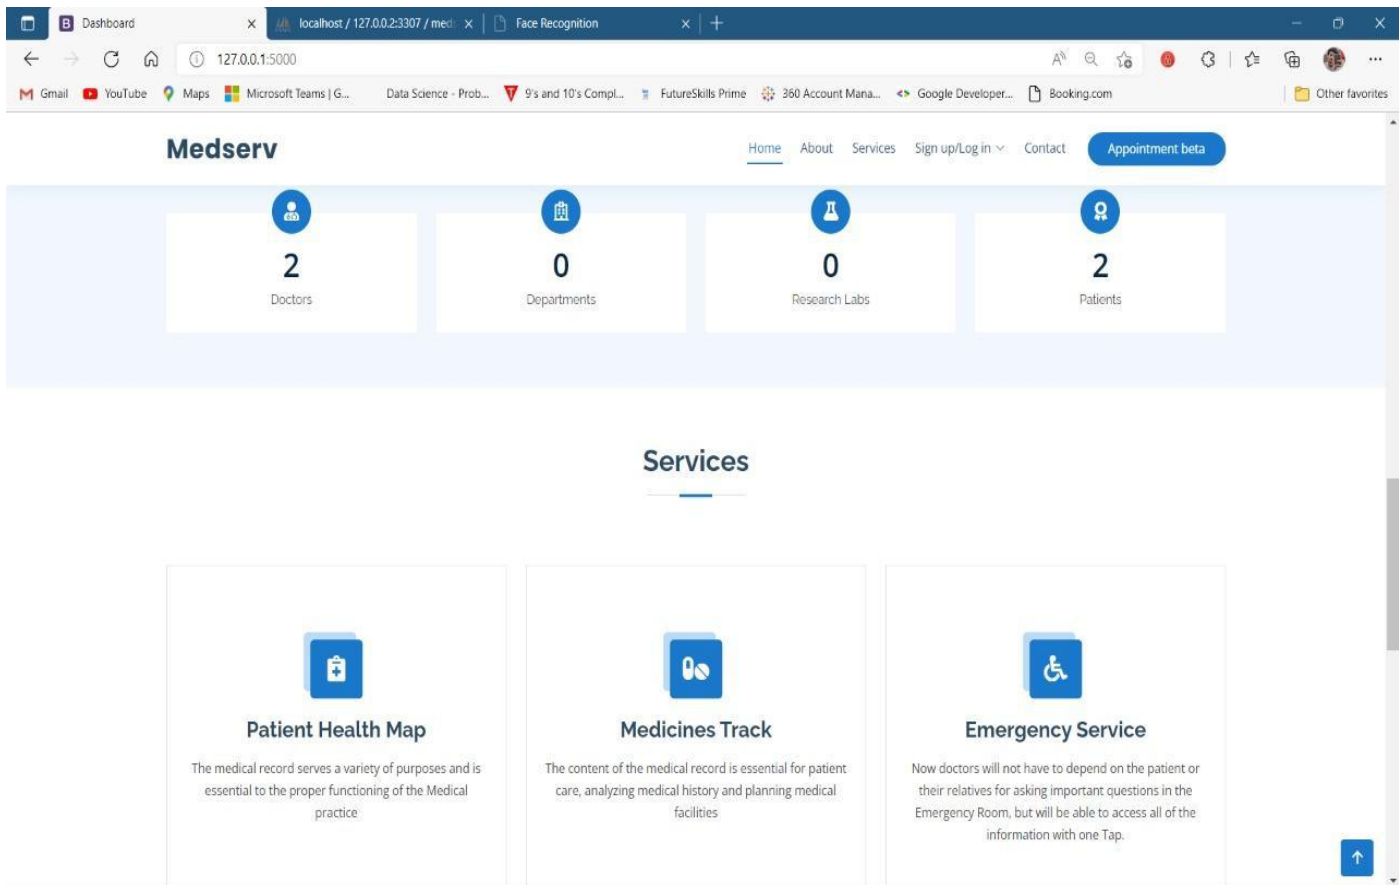 B Dashboard
localhost / 127.0.0.2:3307 / med
Face Recognition
127.0.0.1:5000
Gmail YouTube Maps Microsoft Teams | G... Data Science - Prob... 9's and 10's Compl... FutureSkills Prime 360 Account Mana... Google Developer... Booking.com Other favorites
Medserv
Home About Services Sign up/Log in Contact Appointment beta
2
Doctors
0
Departments
0
Research Labs
2
Patients
Services
Patient Health Map
The medical record serves a variety of purposes and is
essential to the proper functioning of the Medical
practice
Medicines Track
The content of the medical record is essential for patient
care, analyzing medical history and planning medical
facilities
Emergency Service
Now doctors will not have to depend on the patient or
their relatives for asking important questions in the
Emergency Room, but will be able to access all of the
information with one Tap.